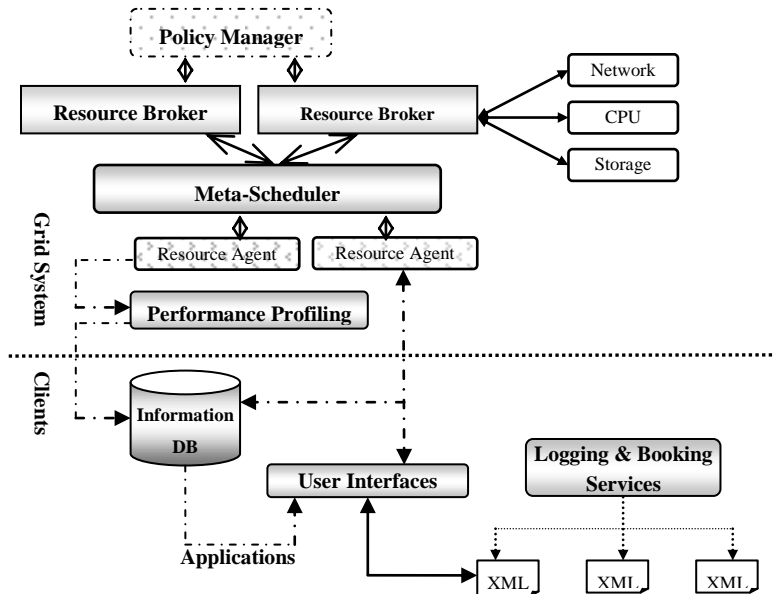 Policy Manager
Resource Broker
Resource Broker
Network
CPU
Storage
Meta-Scheduler
Grid System
Resource Agent
Resource Agent
Performance Profiling
Clients
Information
DB
User Interfaces
Logging & Booking
Services
Applications
XML
XML
XML